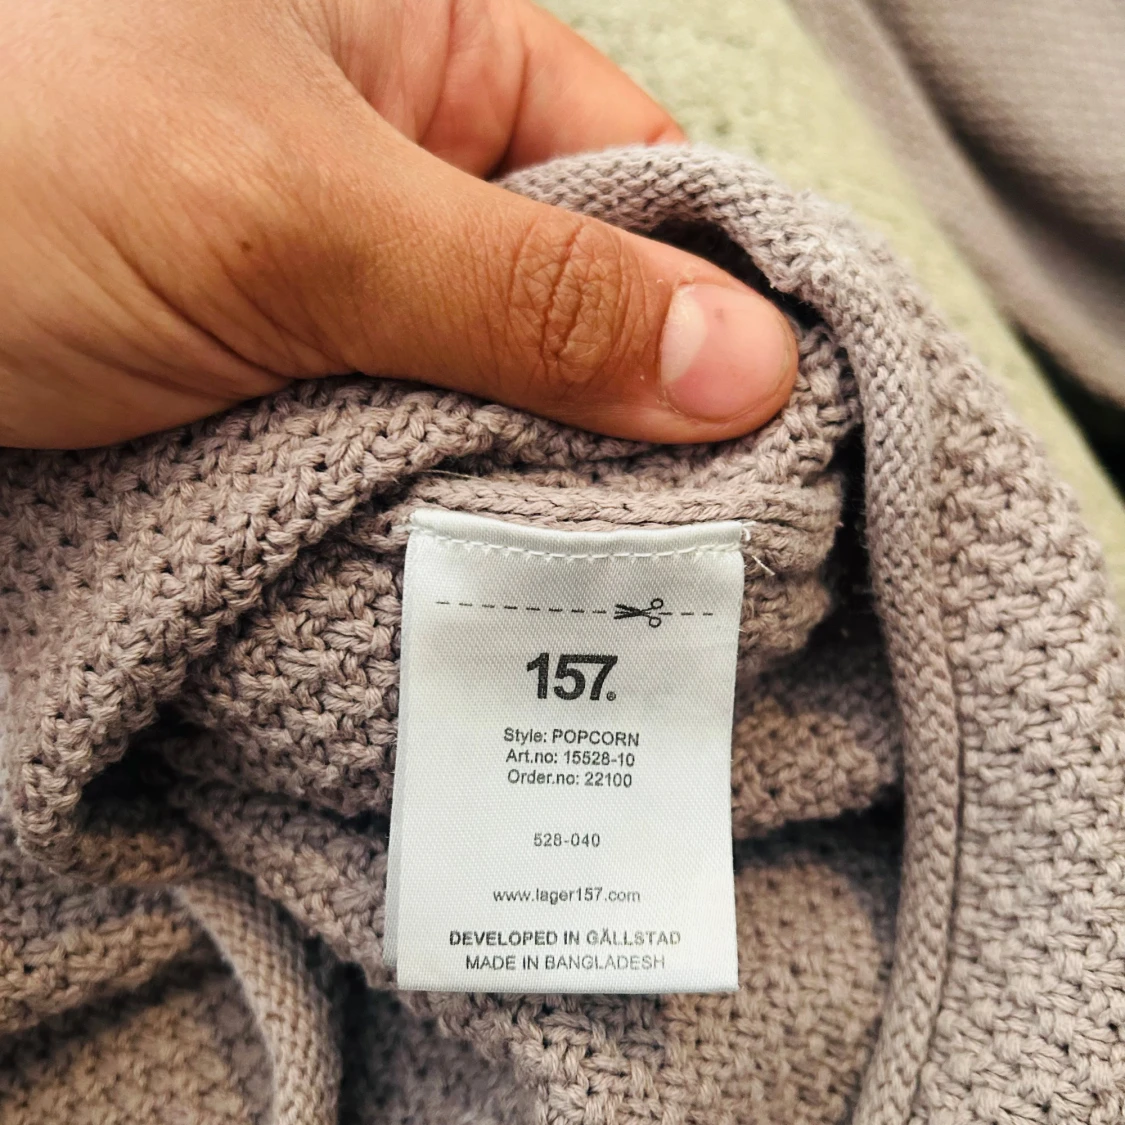 157.®
Style: POPCORN
Art.no: 15528-10
Order.no: 22100
528-040
www.lager157.com
DEVELOPED IN GÄLLSTAD
MADE IN BANGLADESH